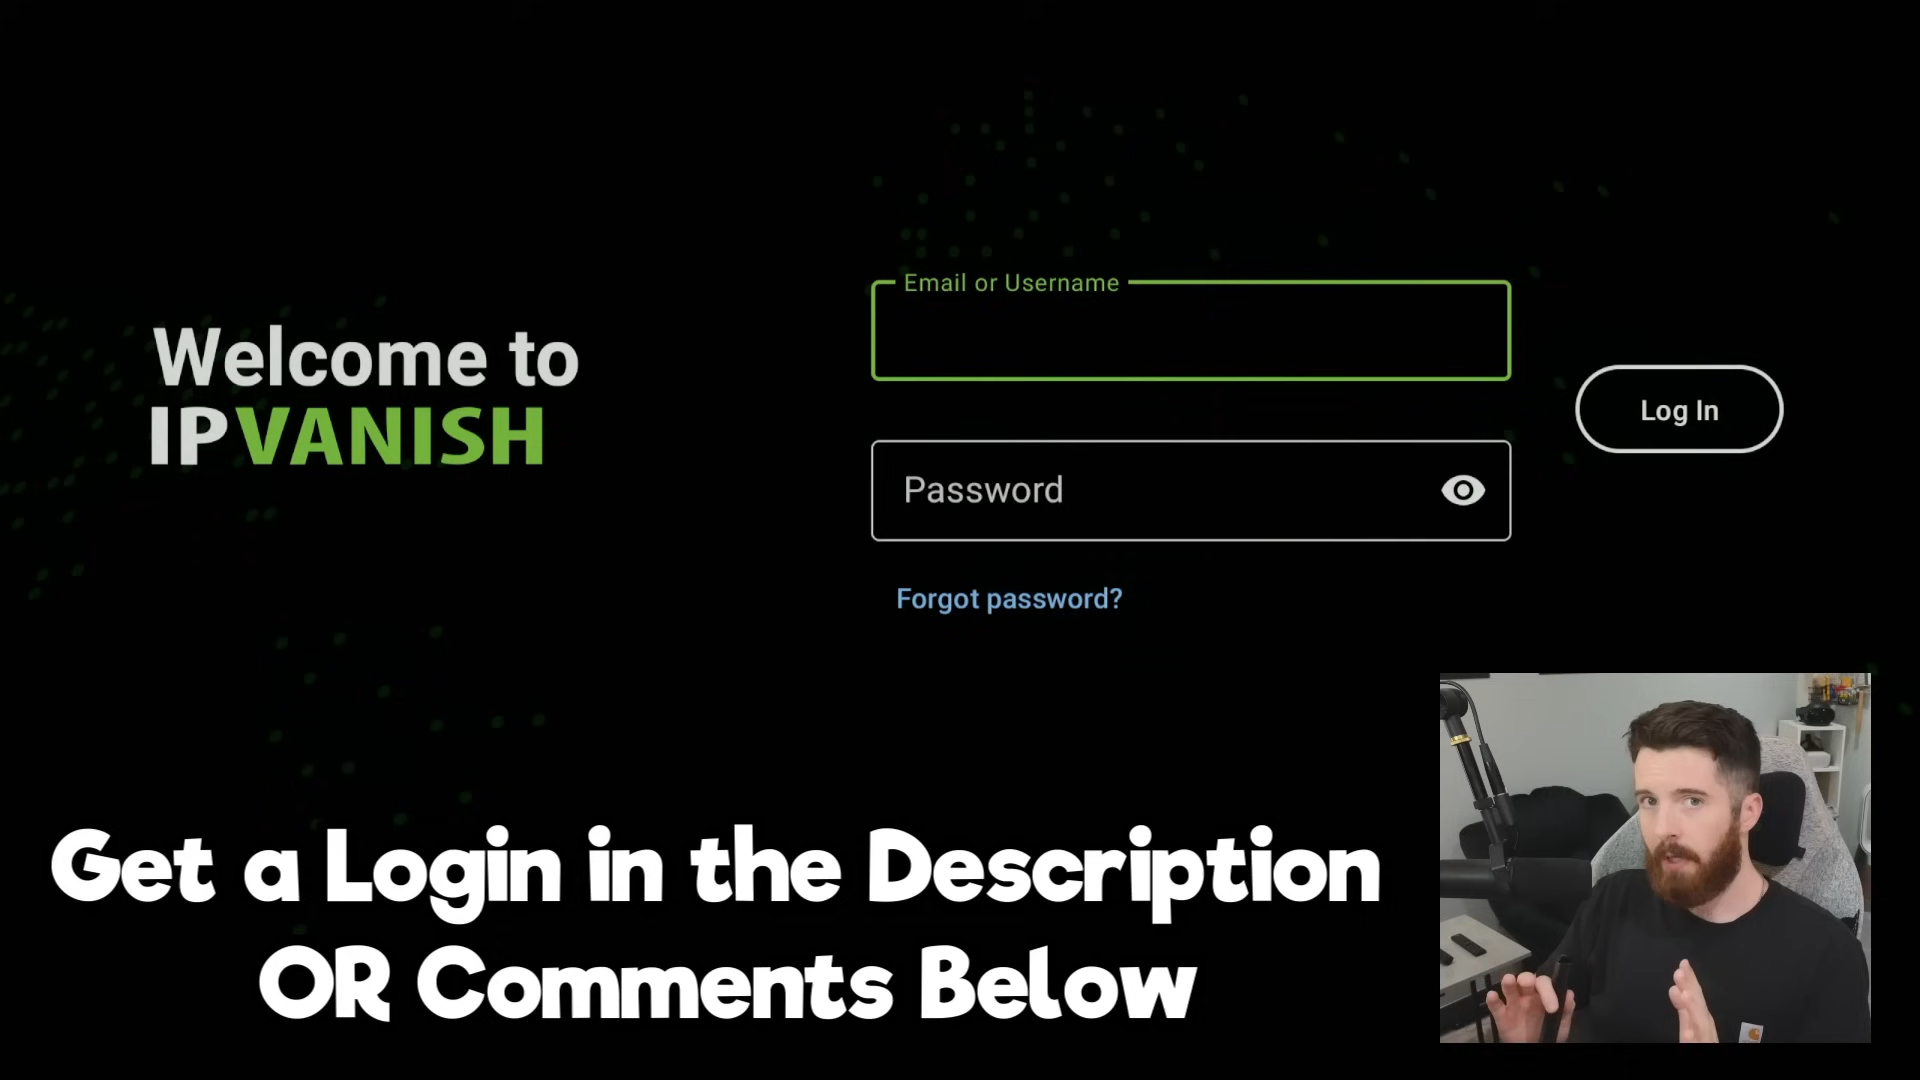 Welcome to
IPVANISH
Email or Username
Password
Log In
Forgot password?
Get a Login in the Description
OR Comments Below